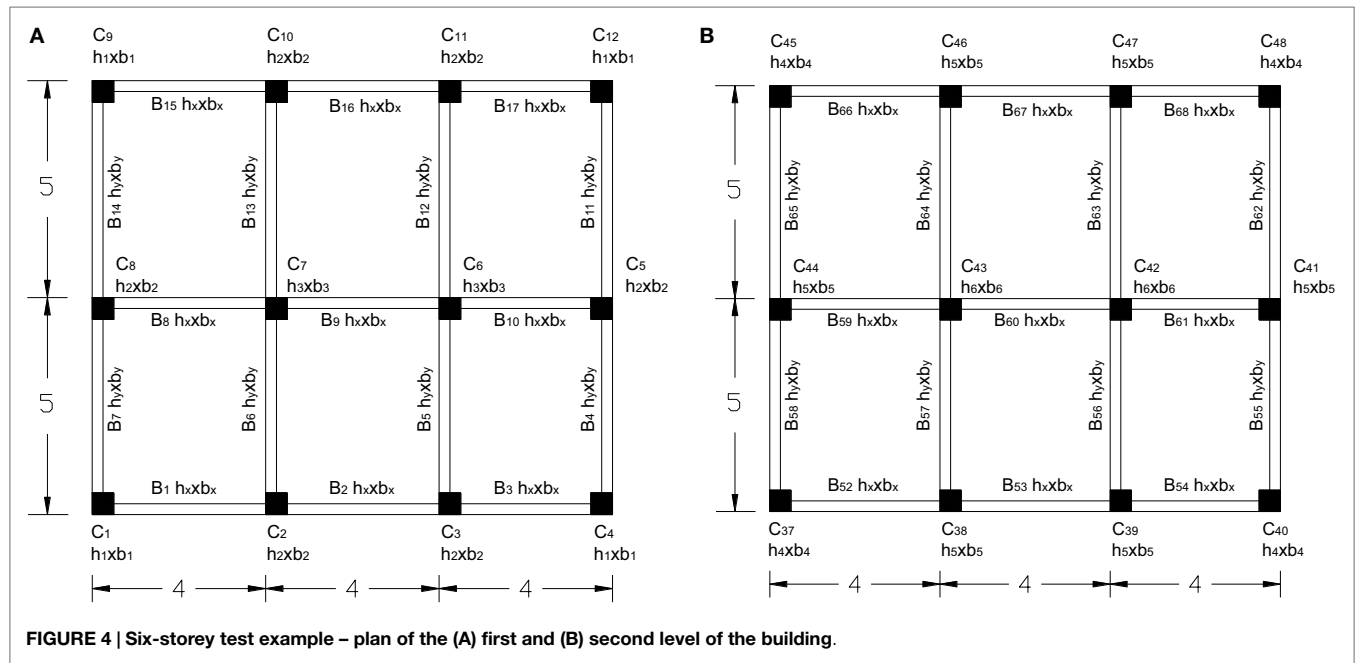 A
C9 C10 C11 C12
h1xb1 h2xb2 h2xb2 h1xb1
B15 hxxbx B16 hxxbx B17 hxxbx
5
B14 hyxby B13 hyxby B12 hyxby B11 hyxby
C8 C7 C6 C5
h2xb2 h3xb3 h3xb3 h2xb2
B8 hxxbx B9 hxxbx B10 hxxbx
5
B7 hyxby B6 hyxby B5 hyxby B4 hyxby
B1 hxxbx B2 hxxbx B3 hxxbx
C1 C2 C3 C4
h1xb1 h2xb2 h2xb2 h1xb1
4 4 4
B
C45 C46 C47 C48
h4xb4 h5xb5 h5xb5 h4xb4
B66 hxxbx B67 hxxbx B68 hxxbx
5
B65 hyxby B64 hyxby B63 hyxby B62 hyxby
C44 C43 C42 C41
h5xb5 h6xb6 h6xb6 h5xb5
B59 hxxbx B60 hxxbx B61 hxxbx
5
B58 hyxby B57 hyxby B56 hyxby B55 hyxby
B52 hxxbx B53 hxxbx B54 hxxbx
C37 C38 C39 C40
h4xb4 h5xb5 h5xb5 h4xb4
4 4 4
FIGURE 4 | Six-storey test example – plan of the (A) first and (B) second level of the building.